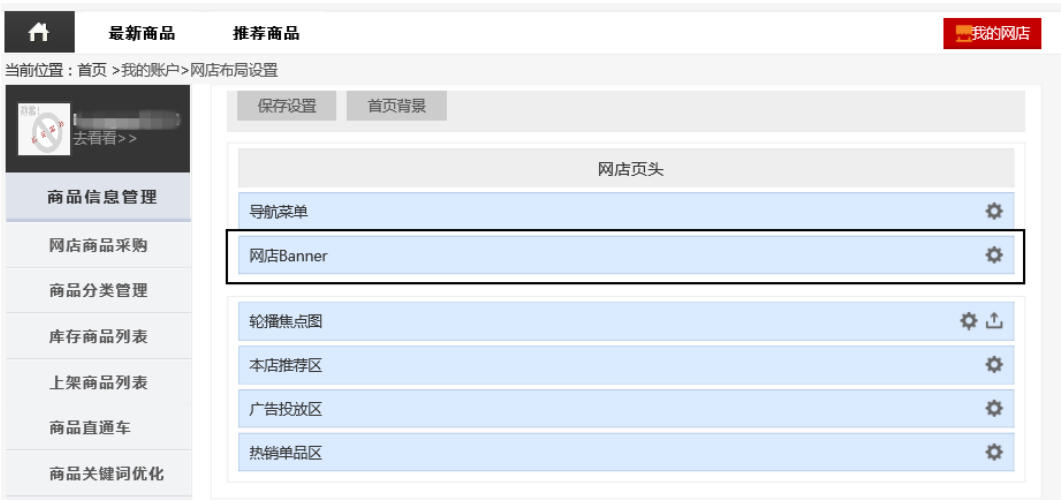 最新商品
推荐商品
我的网店
当前位置：首页 >我的账户>网店布局设置
去看看>>
保存设置
首页背景
网店页头
导航菜单
网店Banner
轮播焦点图
本店推荐区
广告投放区
热销单品区
商品信息管理
网店商品采购
商品分类管理
库存商品列表
上架商品列表
商品直通车
商品关键词优化